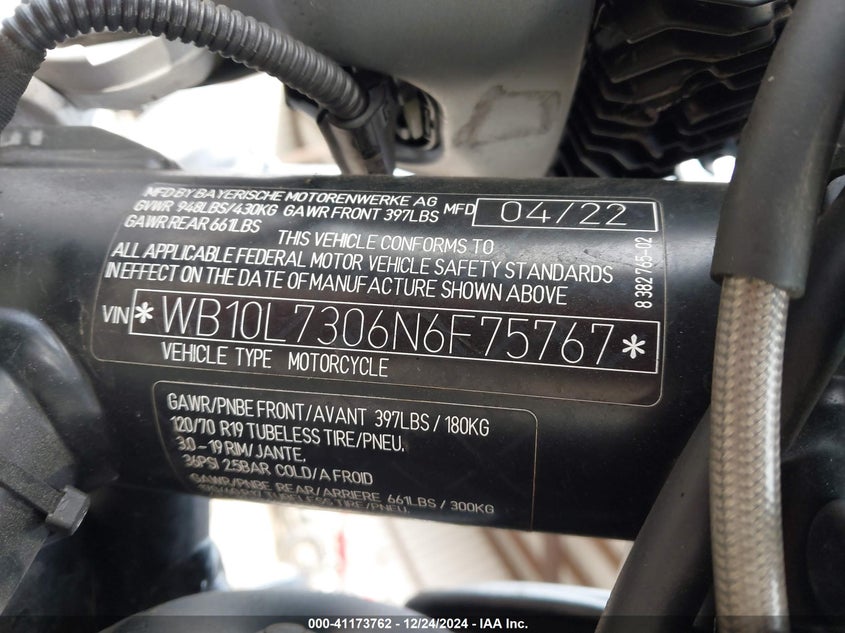 MFD BY BAYERISCHE MOTORENWERKE AG
GVWR 948LBS/430KG GAWR FRONT 397LBS MFD 04/22
GAWR REAR 661LBS
THIS VEHICLE CONFORMS TO
ALL APPLICABLE FEDERAL MOTOR VEHICLE SAFETY STANDARDS
IN EFFECT ON THE DATE OF MANUFACTURE SHOWN ABOVE
8 382 765-02
VIN *WB10L7306N6F75767*
VEHICLE TYPE MOTORCYCLE
GAWR/PNBE FRONT/AVANT 397LBS/180KG
120/70 R19 TUBELESS TIRE/PNEU.
3.0-19 RIM/JANTE,
36PSI 2.5BAR COLD/A FROID
GAWR/PNBE REAR/ARRIERE 661LBS/300KG
TUBELESS TIRE/PNEU.
000-41173762 - 12/24/2024 - IAA Inc.